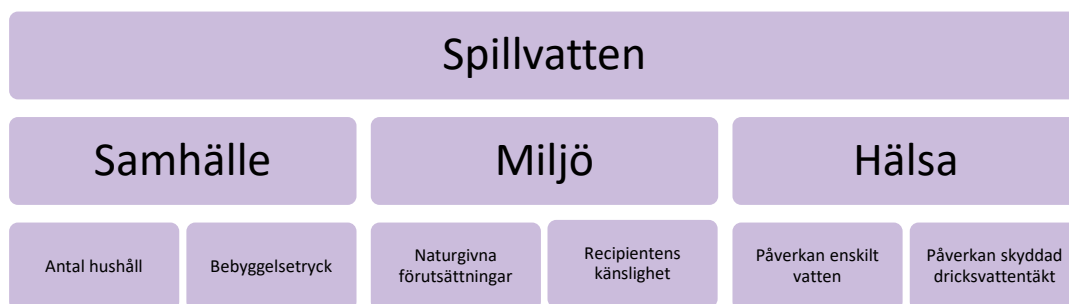 Spillvatten
Samhälle
Miljö
Hälsa
Antal hushåll
Bebyggelsetryck
Naturgivna
förutsättningar
Recipientens
känslighet
Påverkan enskilt
vatten
Påverkan skyddad
dricksvattentäkt